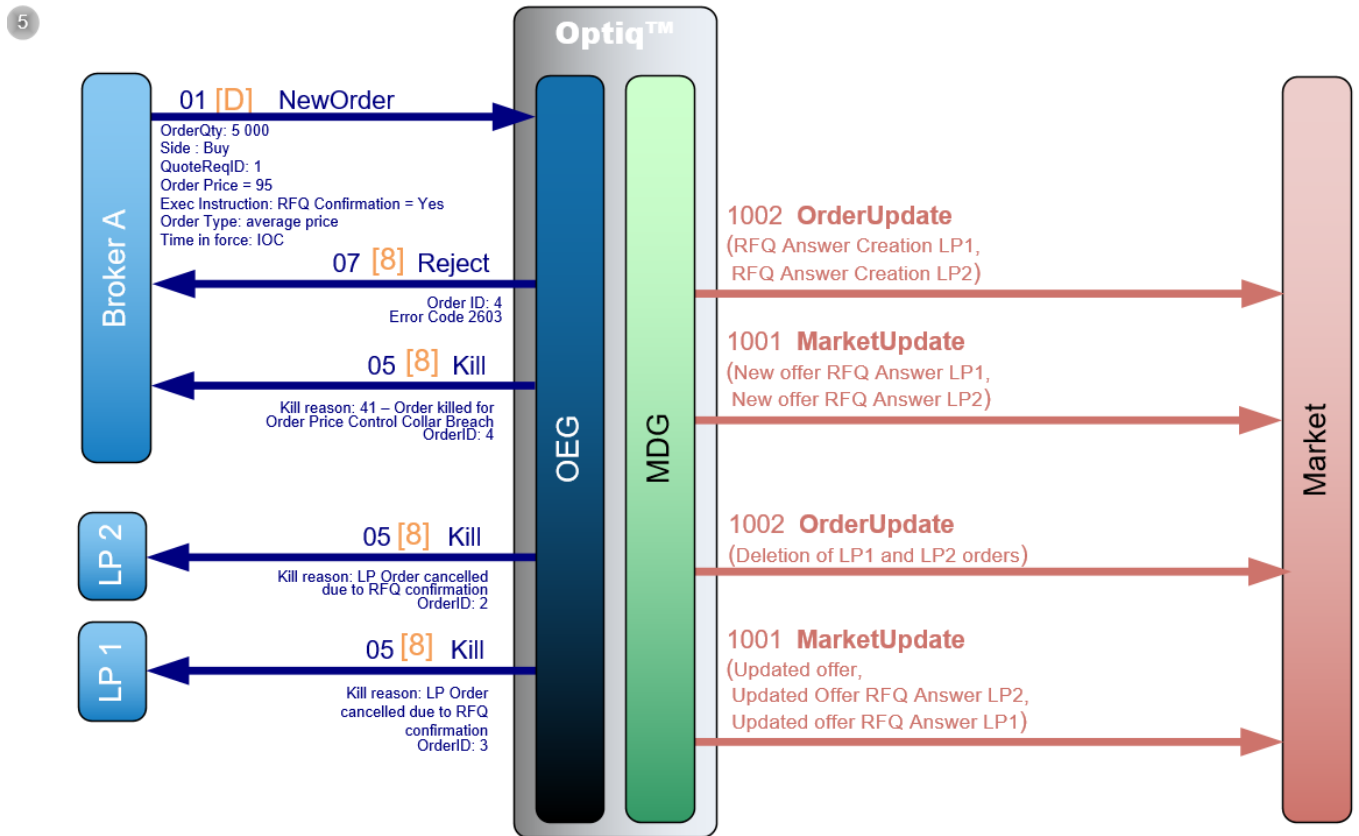 5
Optiq™
Broker A
01 [D] NewOrder
OrderQty: 5 000
Side : Buy
QuoteReqID: 1
Order Price = 95
Exec Instruction: RFQ Confirmation = Yes
Order Type: average price
Time in force: IOC
07 [8] Reject
Order ID: 4
Error Code 2603
05 [8] Kill
Kill reason: 41 – Order killed for
Order Price Control Collar Breach
OrderID: 4
LP 2
05 [8] Kill
Kill reason: LP Order cancelled
due to RFQ confirmation
OrderID: 2
LP 1
05 [8] Kill
Kill reason: LP Order
cancelled due to RFQ
confirmation
OrderID: 3
OEG
MDG
1002 OrderUpdate
(RFQ Answer Creation LP1,
RFQ Answer Creation LP2)
1001 MarketUpdate
(New offer RFQ Answer LP1,
New offer RFQ Answer LP2)
1002 OrderUpdate
(Deletion of LP1 and LP2 orders)
1001 MarketUpdate
(Updated offer,
Updated Offer RFQ Answer LP2,
Updated offer RFQ Answer LP1)
Market